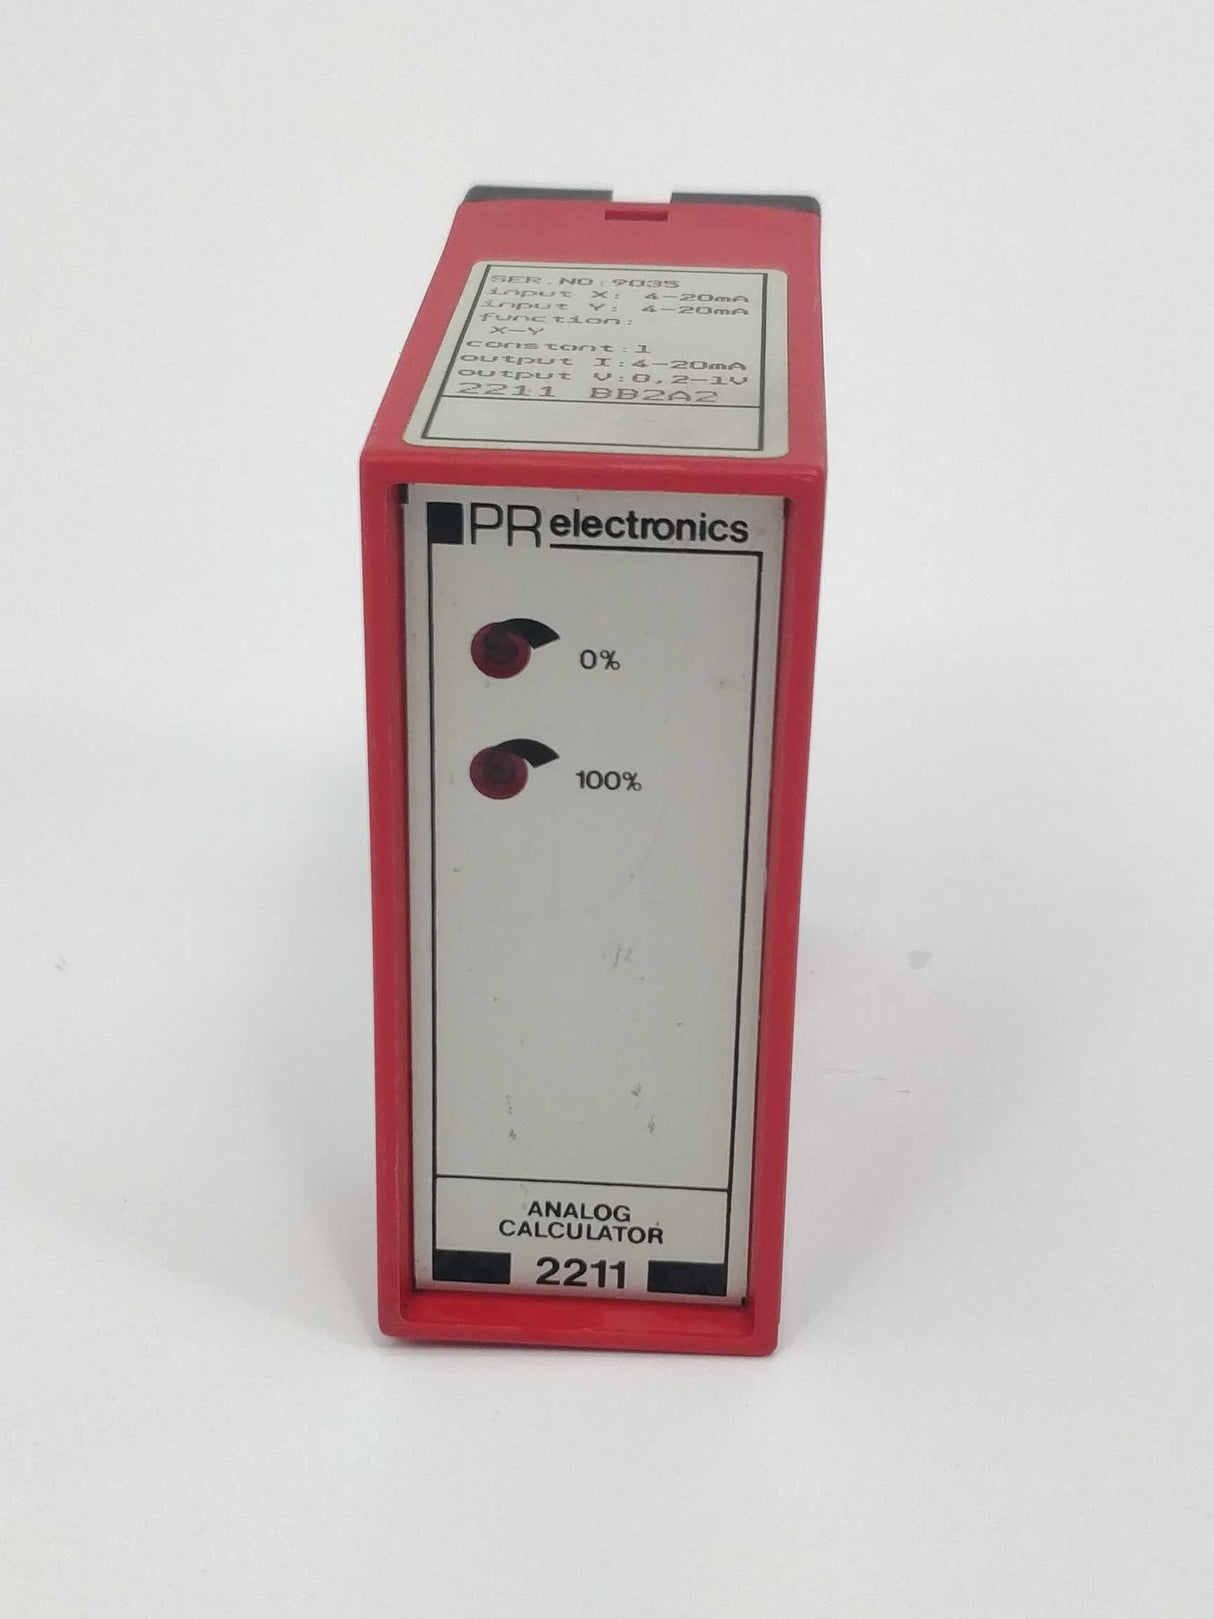 SER.NO:9035
input X: 4-20mA
input Y: 4-20mA
function:
X-Y
constant:1
output I:4-20mA
output V:0,2-1V
2211 BB2A2
PR electronics
0%
100%
ANALOG
CALCULATOR
2211